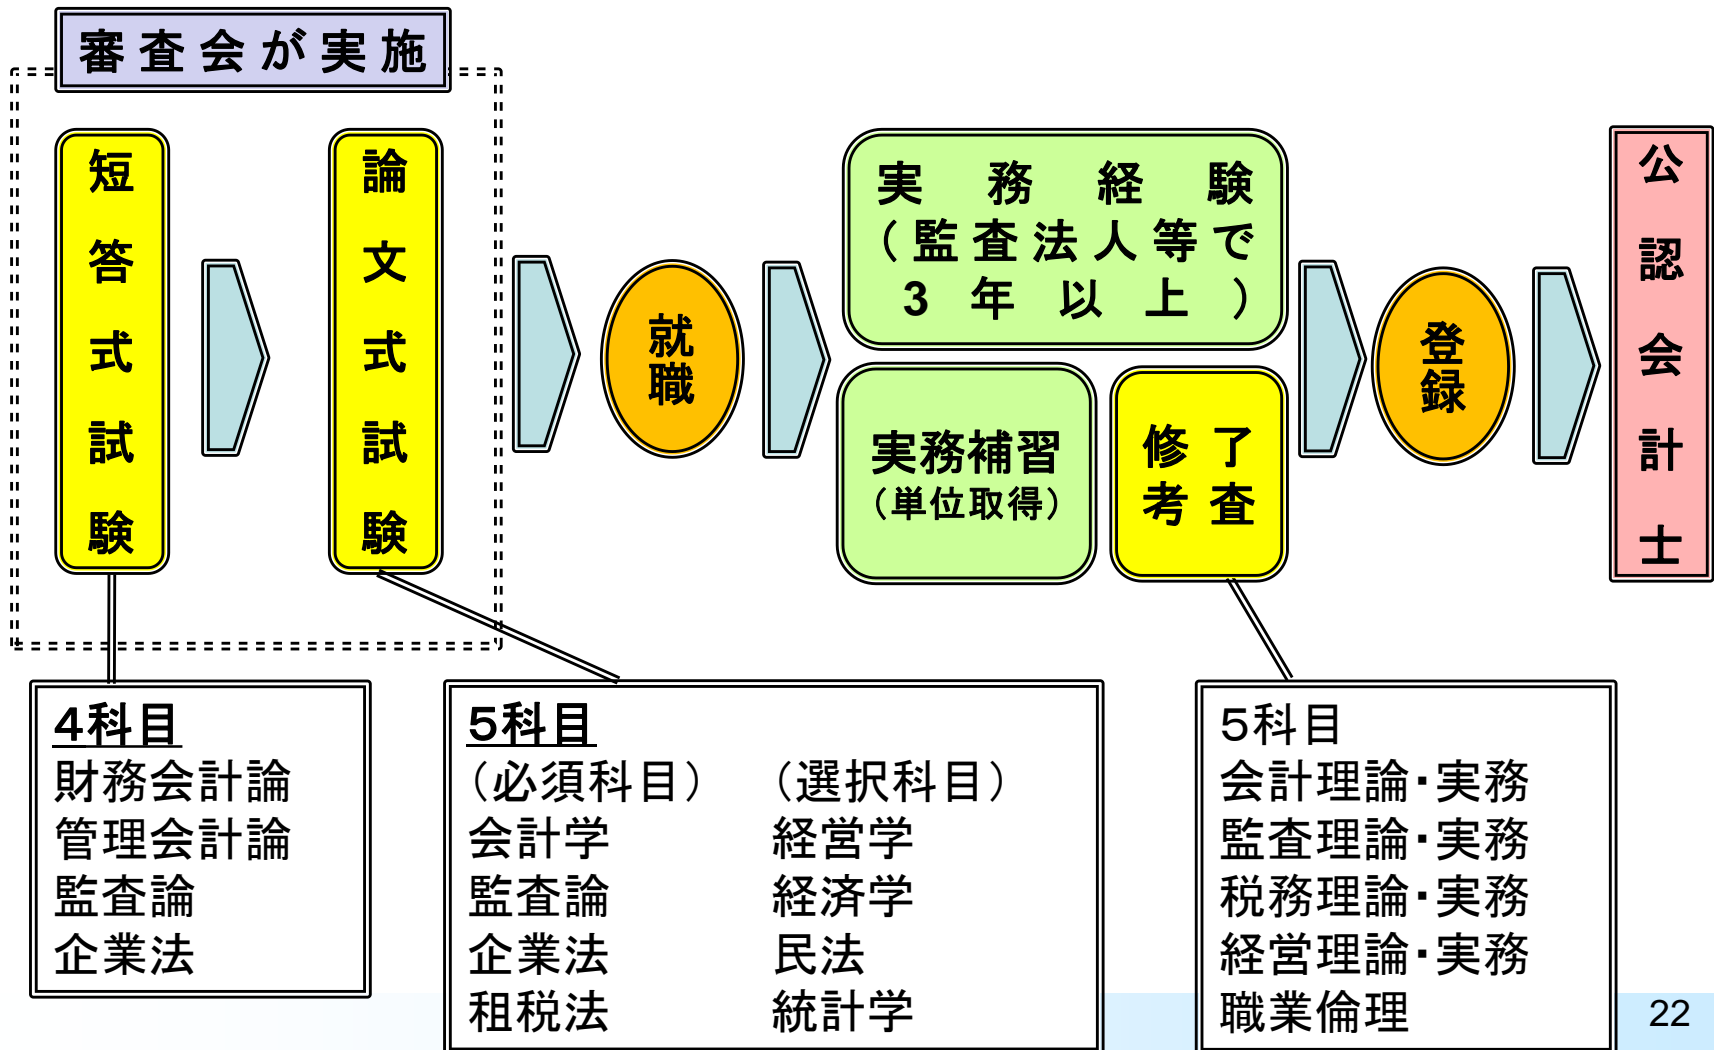 審査会が実施
短答式試験
論文式試験
就職
実務経験
（監査法人等で
3年以上）
実務補習
（単位取得）
修了
考査
登録
公認会計士
４科目
財務会計論
管理会計論
監査論
企業法
５科目
（必須科目） （選択科目）
会計学 経営学
監査論 経済学
企業法 民法
租税法 統計学
５科目
会計理論・実務
監査理論・実務
税務理論・実務
経営理論・実務
職業倫理
22